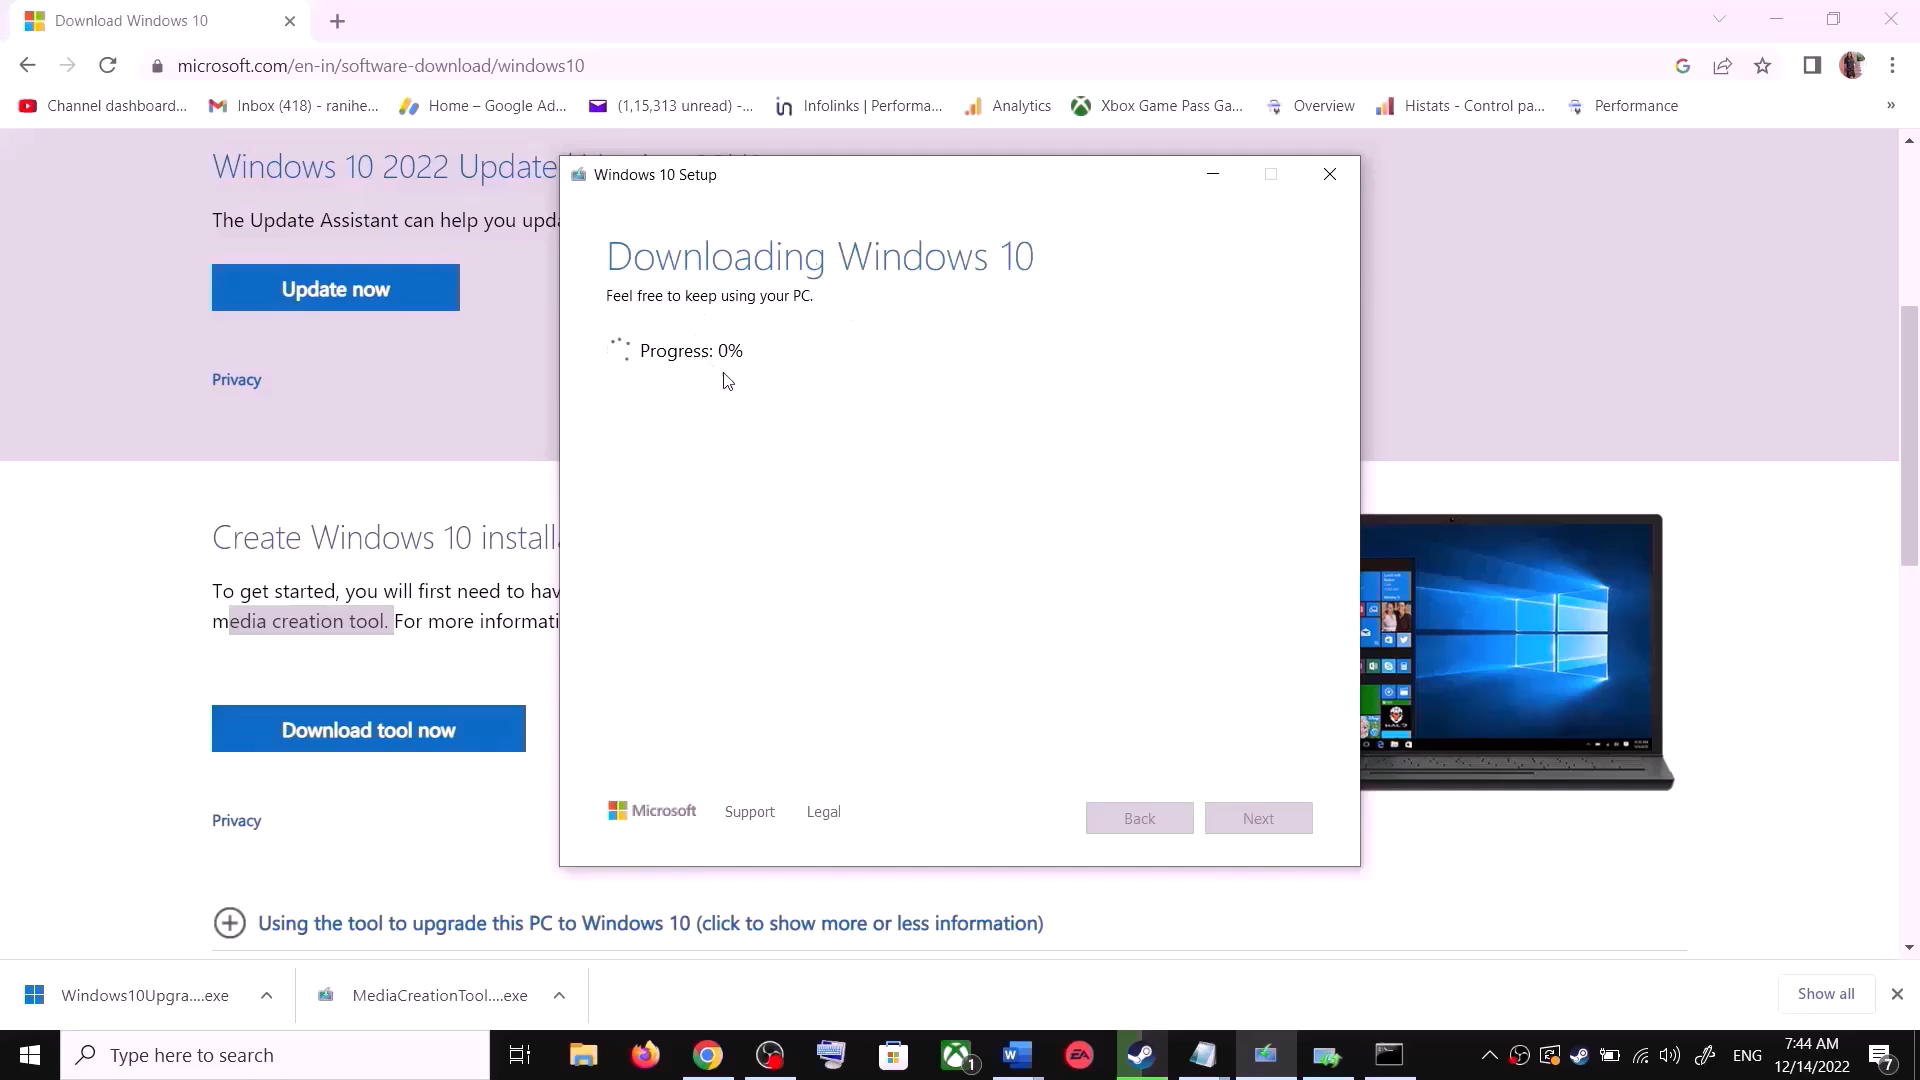 Download Windows 10
microsoft.com/en-in/software-download/windows10
Channel dashboard...
Inbox (418) - ranihe...
Home – Google Ad...
(1,15,313 unread) -...
Infolinks | Performa...
Analytics
Xbox Game Pass Ga...
Overview
Histats - Control pa...
Performance
»
Windows 10 2022 Update
The Update Assistant can help you upda
Update now
Privacy
Windows 10 Setup
Downloading Windows 10
Feel free to keep using your PC.
Progress: 0%
Microsoft
Support
Legal
Back
Next
Create Windows 10 installa
To get started, you will first need to hav
media creation tool. For more informati
Download tool now
Privacy
Using the tool to upgrade this PC to Windows 10 (click to show more or less information)
Windows10Upgra....exe
MediaCreationTool....exe
Show all
Type here to search
1
ENG
7:44 AM
12/14/2022
7